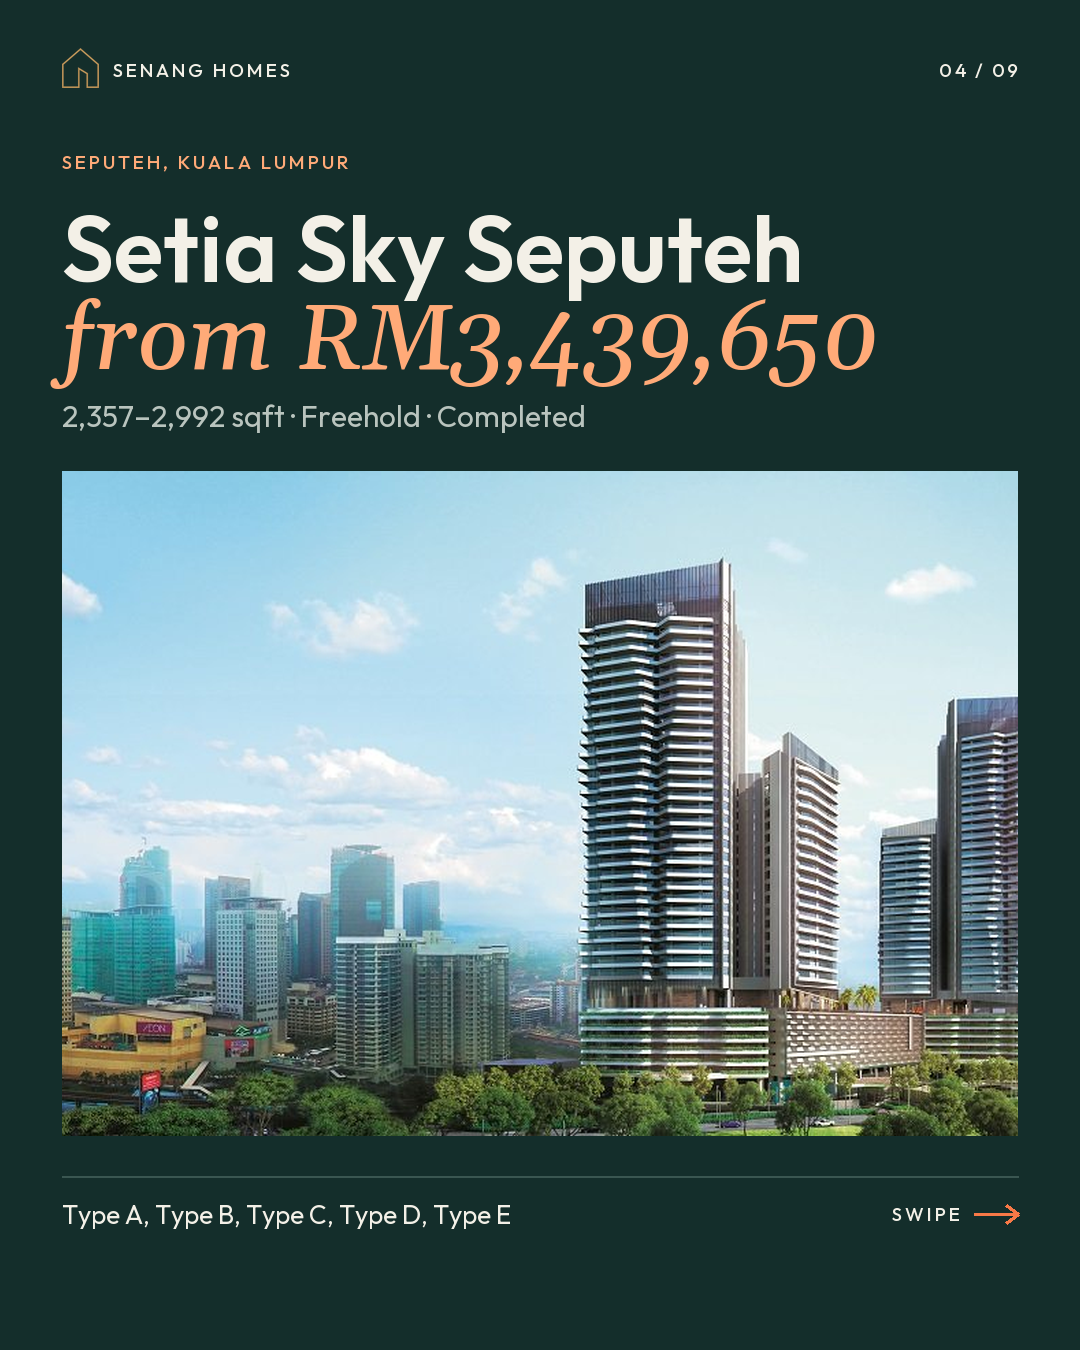 SENANG HOMES
04 / 09
SEPUTEH, KUALA LUMPUR
Setia Sky Seputeh
from RM3,439,650
2,357–2,992 sqft · Freehold · Completed
AEON
Type A, Type B, Type C, Type D, Type E
SWIPE